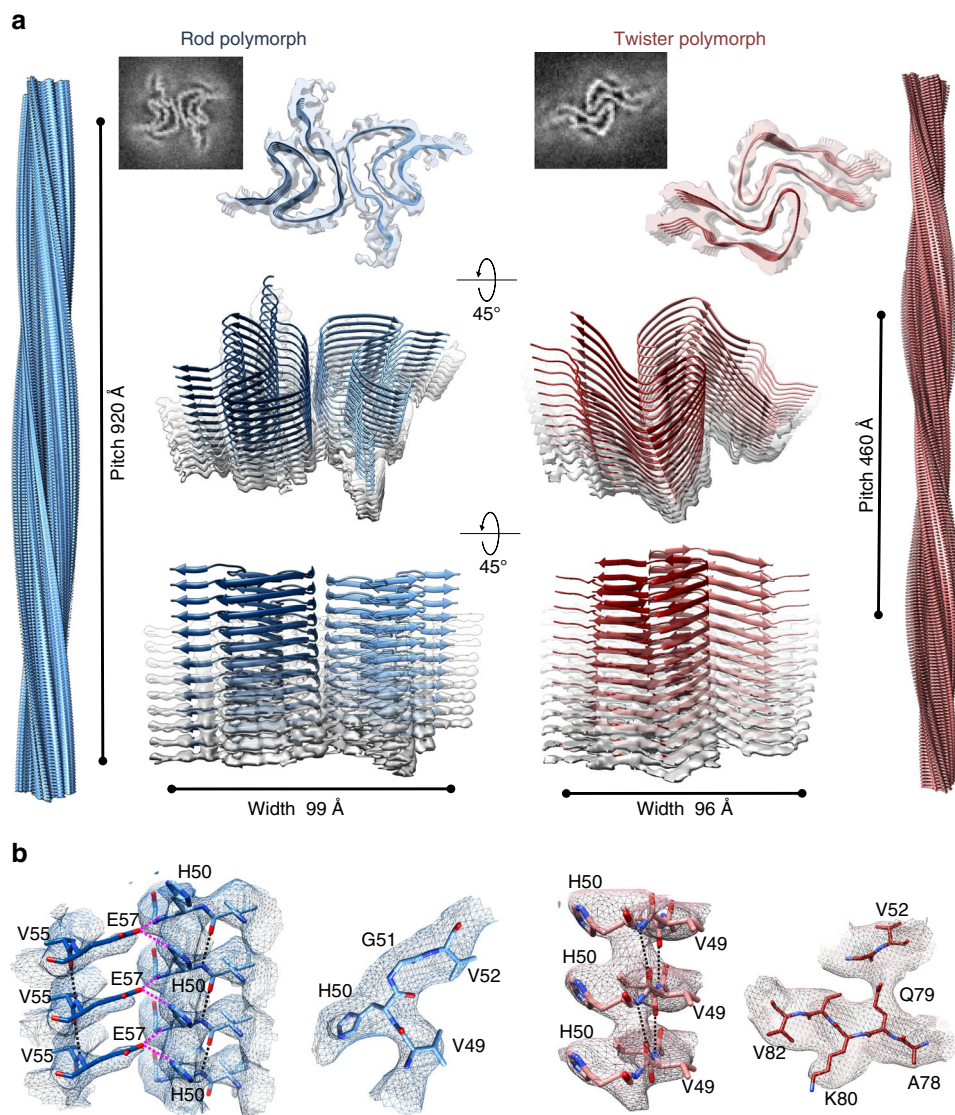 a
Rod polymorph
Twister polymorph
45°
Pitch 920 Å
Pitch 460 Å
45°
Width 99 Å
Width 96 Å
b
H50
E57
V55
E57
H50
V55
E57
V55
H50
G51
H50
V52
V49
H50
V49
H50
V49
H50
V49
V52
Q79
V82
K80
A78